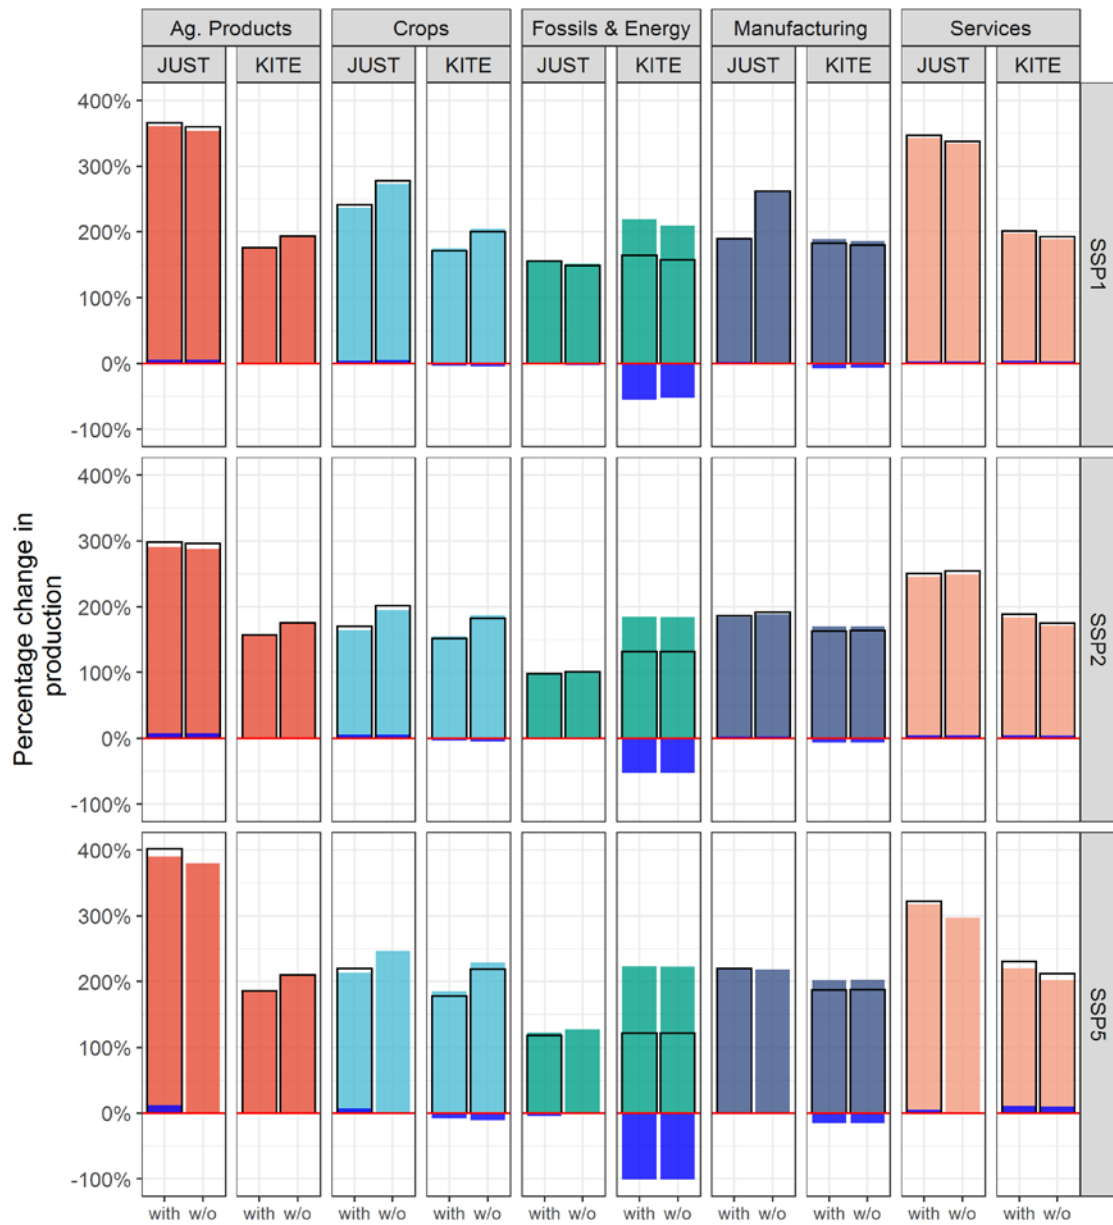 Ag. Products Crops Fossils & Energy Manufacturing Services
JUST KITE JUST KITE JUST KITE JUST KITE JUST KITE
400%
300%
200%
100%
0%
-100%
SSP1
400%
300%
200%
100%
0%
-100%
SSP2
Percentage change in
production
400%
300%
200%
100%
0%
-100%
SSP5
with w/o with w/o with w/o with w/o with w/o with w/o with w/o with w/o with w/o with w/o